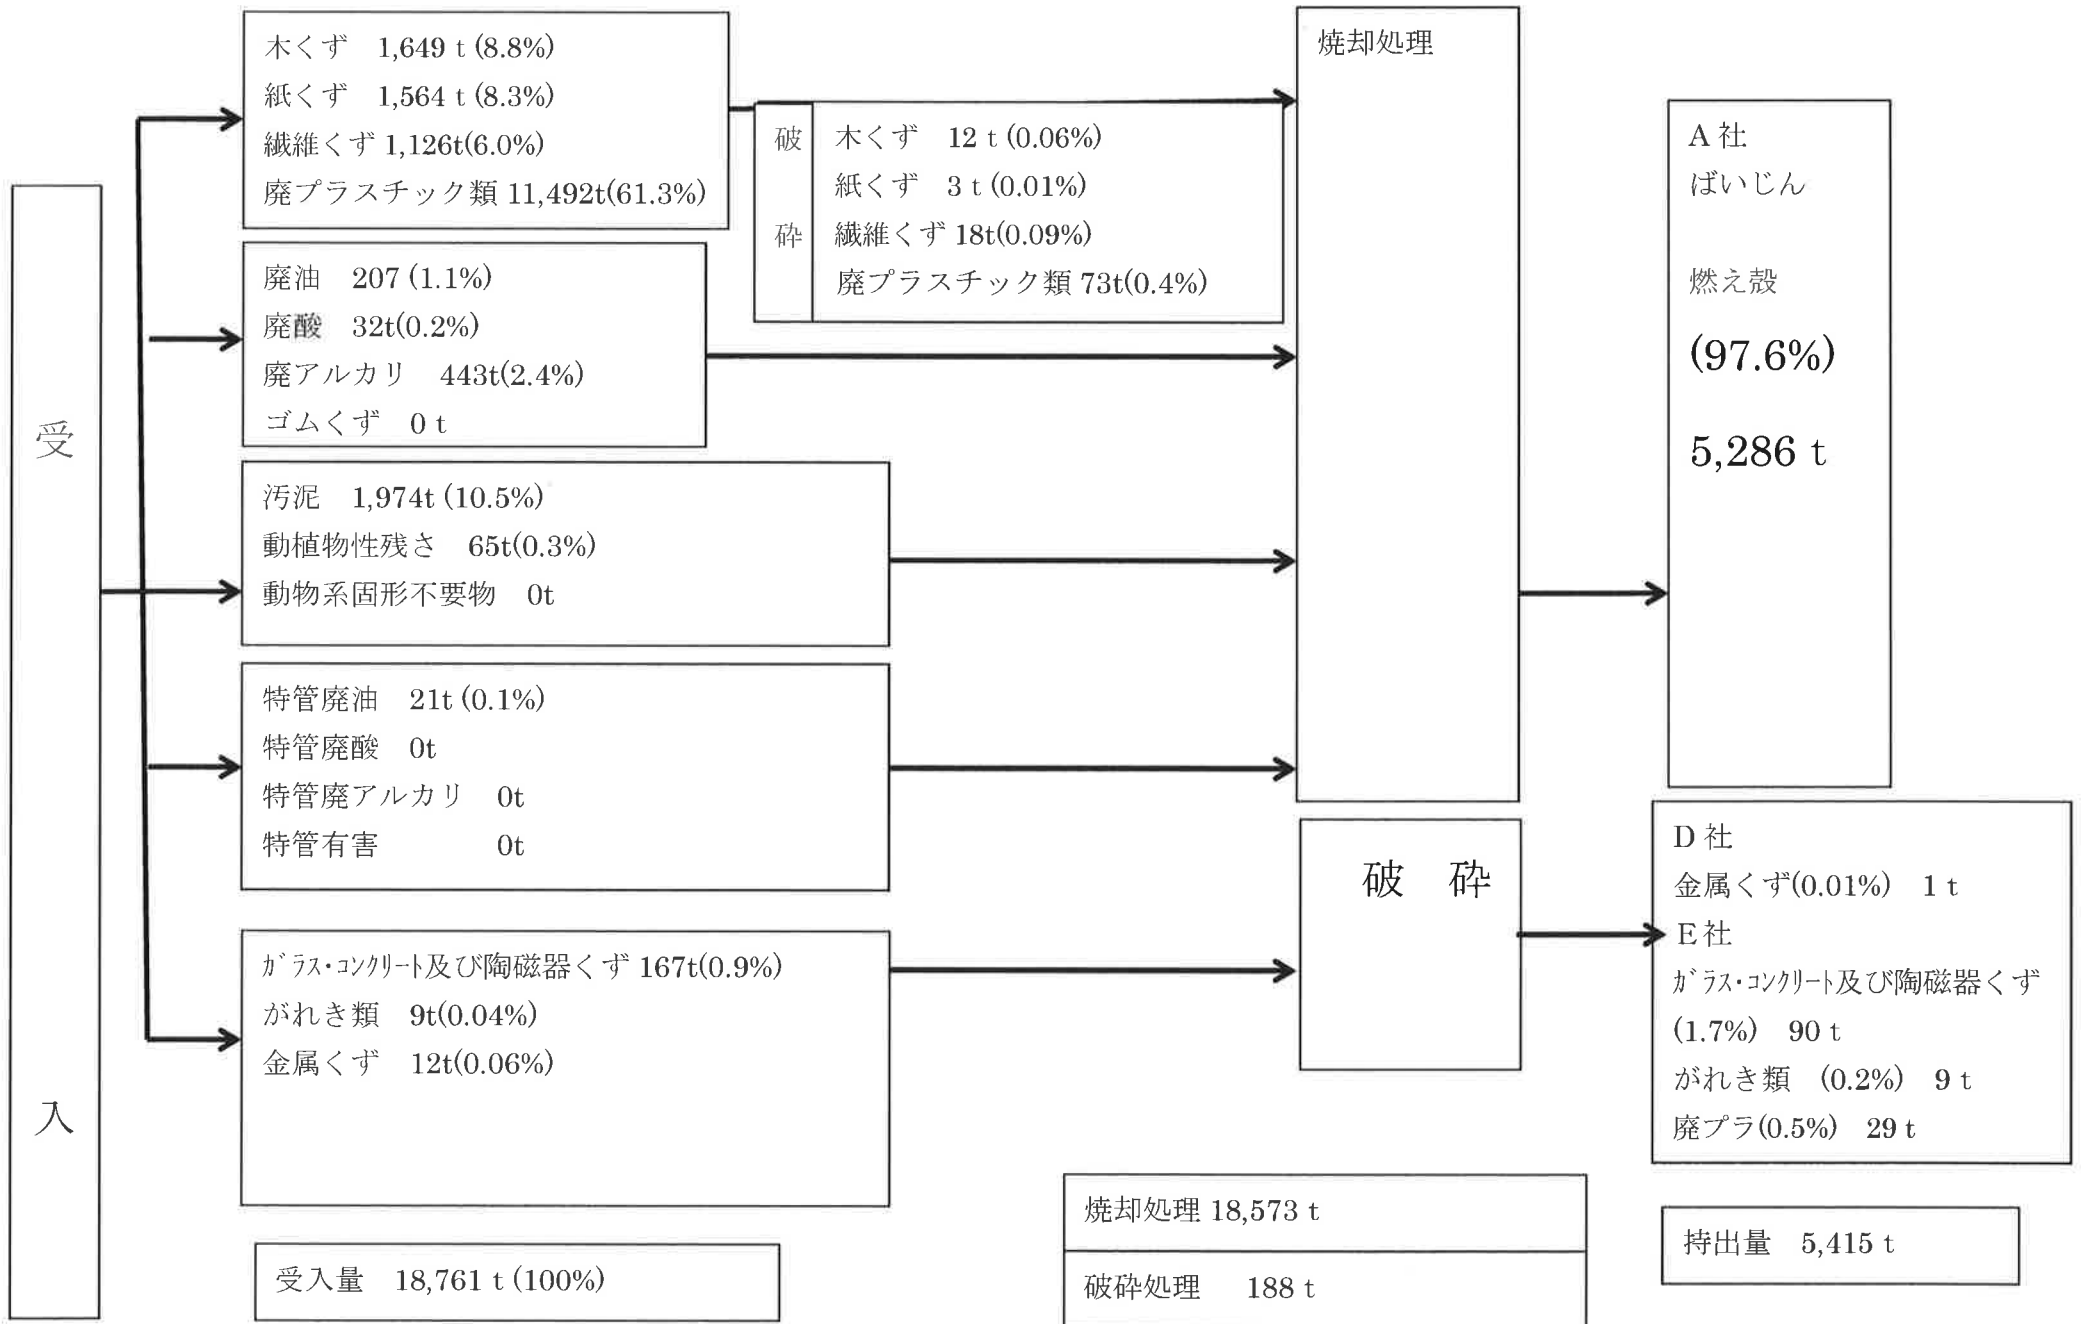 受
入
木くず 1,649 t (8.8%)
紙くず 1,564 t (8.3%)
繊維くず 1,126t(6.0%)
廃プラスチック類 11,492t(61.3%)
破
砕
木くず 12 t (0.06%)
紙くず 3 t (0.01%)
繊維くず 18t(0.09%)
廃プラスチック類 73t(0.4%)
廃油 207 (1.1%)
廃酸 32t(0.2%)
廃アルカリ 443t(2.4%)
ゴムくず 0 t
汚泥 1,974t (10.5%)
動植物性残さ 65t(0.3%)
動物系固形不要物 0t
特管廃油 21t (0.1%)
特管廃酸 0t
特管廃アルカリ 0t
特管有害 0t
ｶﾞﾗｽ･ｺﾝｸﾘｰﾄ及び陶磁器くず 167t(0.9%)
がれき類 9t(0.04%)
金属くず 12t(0.06%)
受入量 18,761 t (100%)
焼却処理
破 砕
焼却処理 18,573 t
破砕処理 188 t
A 社
ばいじん
燃え殻
(97.6%)
5,286 t
D 社
金属くず(0.01%) 1 t
E 社
ｶﾞﾗｽ･ｺﾝｸﾘｰﾄ及び陶磁器くず
(1.7%) 90 t
がれき類 (0.2%) 9 t
廃プラ(0.5%) 29 t
持出量 5,415 t